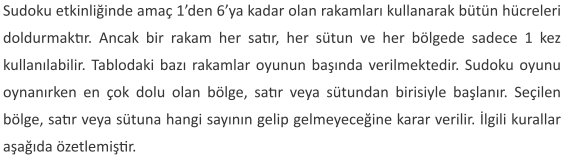 Sudoku etkinliğinde amaç 1’den 6’ya kadar olan rakamları kullanarak bütün hücreleri
doldurmaktır. Ancak bir rakam her satır, her sütun ve her bölgede sadece 1 kez
kullanılabilir. Tablodaki bazı rakamlar oyunun başında verilmektedir. Sudoku oyunu
oynanırken en çok dolu olan bölge, satır veya sütundan birisiyle başlanır. Seçilen
bölge, satır veya sütuna hangi sayının gelip gelmeyeceğine karar verilir. İlgili kurallar
aşağıda özetlemiştir.